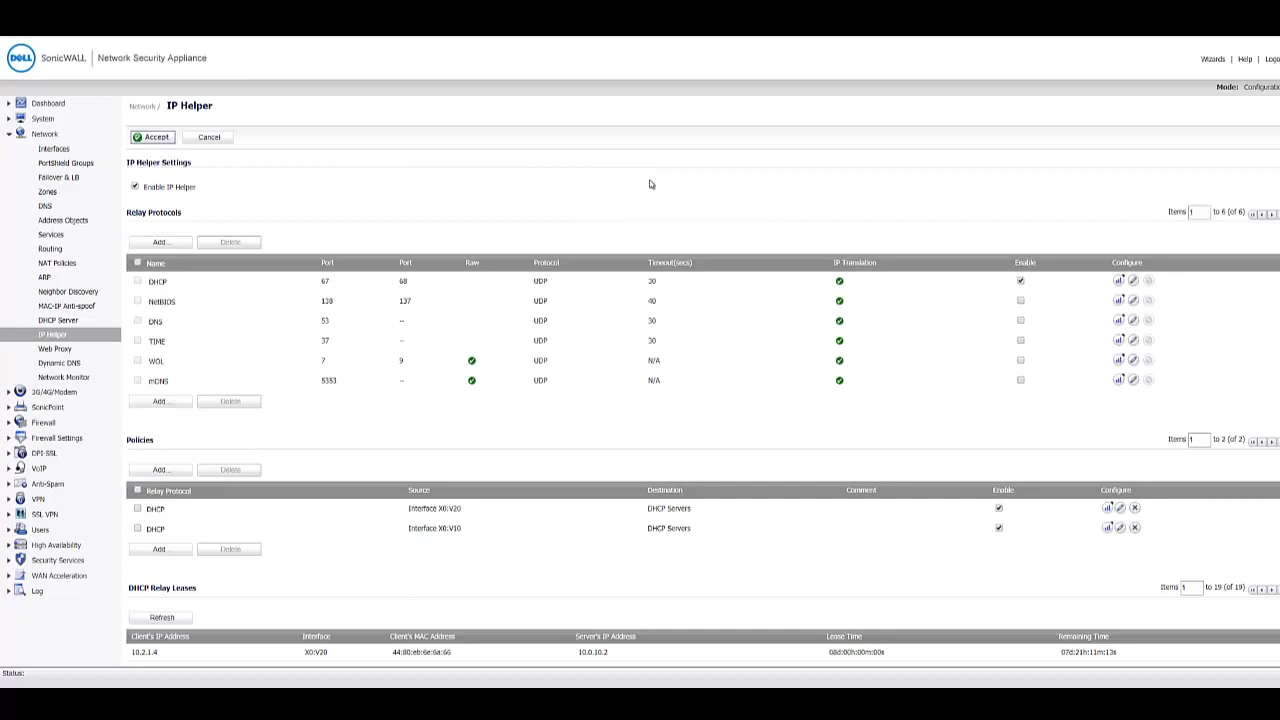 DELL SonicWALL | Network Security Appliance
Wizards | Help | Logo
Mode: Configuratio
Dashboard
System
Network
Interfaces
PortShield Groups
Failover & LB
Zones
DNS
Address Objects
Services
Routing
NAT Policies
ARP
Neighbor Discovery
MAC-IP Anti-spoof
DHCP Server
IP Helper
Web Proxy
Dynamic DNS
Network Monitor
3G/4G/Modem
SonicPoint
Firewall
Firewall Settings
DPI-SSL
VoIP
Anti-Spam
VPN
SSL VPN
Users
High Availability
Security Services
WAN Acceleration
Log
Network / IP Helper
Accept Cancel
IP Helper Settings
Enable IP Helper
Relay Protocols Items 1 to 6 (of 6)
Add... Delete
Name Port Port Raw Protocol Timeout(secs) IP Translation Enable Configure
DHCP 67 68 UDP 30
NetBIOS 138 137 UDP 40
DNS 53 -- UDP 30
TIME 37 -- UDP 30
WOL 7 9 UDP N/A
mDNS 5353 -- UDP N/A
Add... Delete
Policies Items 1 to 2 (of 2)
Add... Delete
Relay Protocol Source Destination Comment Enable Configure
DHCP Interface X0:V20 DHCP Servers
DHCP Interface X0:V10 DHCP Servers
Add... Delete
DHCP Relay Leases Items 1 to 19 (of 19)
Refresh
Client's IP Address Interface Client's MAC Address Server's IP Address Lease Time Remaining Time
10.2.1.4 X0:V20 44:80:eb:6e:6a:66 10.0.10.2 08d:00h:00m:00s 07d:21h:11m:13s
Status: